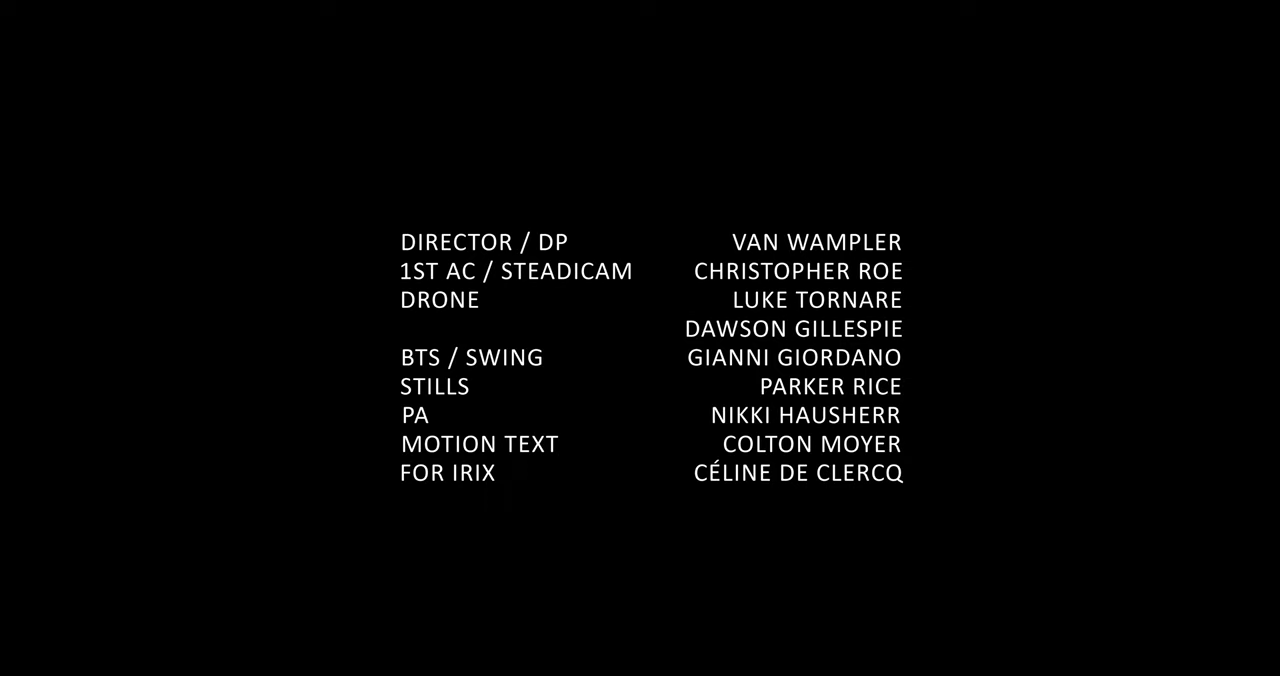 DIRECTOR / DP VAN WAMPLER
1ST AC / STEADICAM CHRISTOPHER ROE
DRONE LUKE TORNARE
DAWSON GILLESPIE
BTS / SWING GIANNI GIORDANO
STILLS PARKER RICE
PA NIKKI HAUSHERR
MOTION TEXT COLTON MOYER
FOR IRIX CÉLINE DE CLERCQ